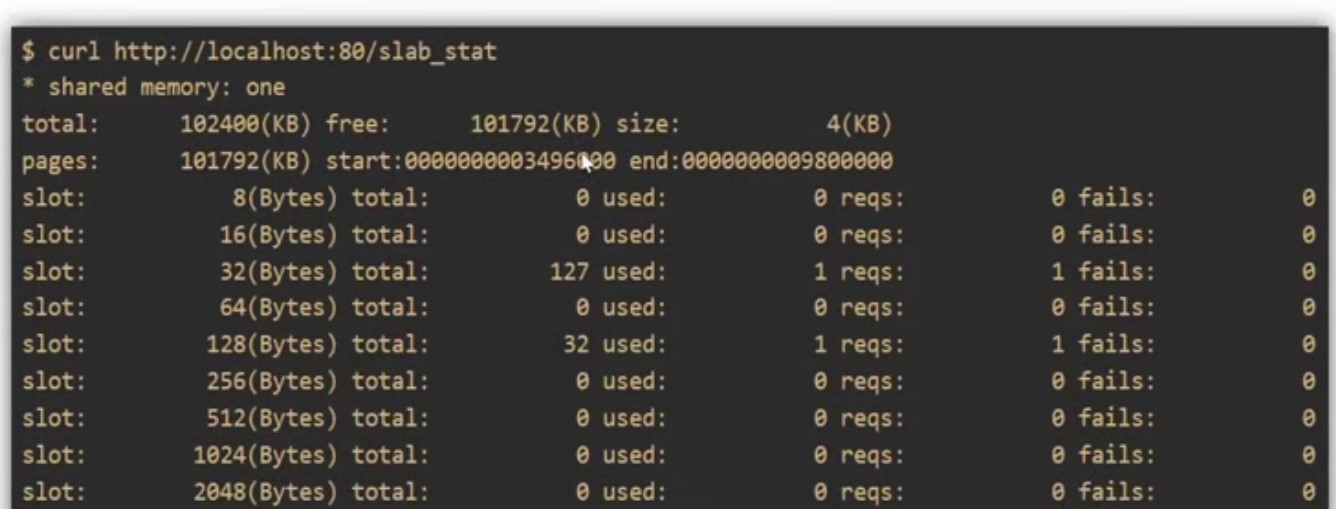 $ curl http://localhost:80/slab_stat
* shared memory: one
total: 102400(KB) free: 101792(KB) size: 4(KB)
pages: 101792(KB) start:0000000003496000 end:0000000009800000
slot: 8(Bytes) total: 0 used: 0 reqs: 0 fails: 0
slot: 16(Bytes) total: 0 used: 0 reqs: 0 fails: 0
slot: 32(Bytes) total: 127 used: 1 reqs: 1 fails: 0
slot: 64(Bytes) total: 0 used: 0 reqs: 0 fails: 0
slot: 128(Bytes) total: 32 used: 1 reqs: 1 fails: 0
slot: 256(Bytes) total: 0 used: 0 reqs: 0 fails: 0
slot: 512(Bytes) total: 0 used: 0 reqs: 0 fails: 0
slot: 1024(Bytes) total: 0 used: 0 reqs: 0 fails: 0
slot: 2048(Bytes) total: 0 used: 0 reqs: 0 fails: 0